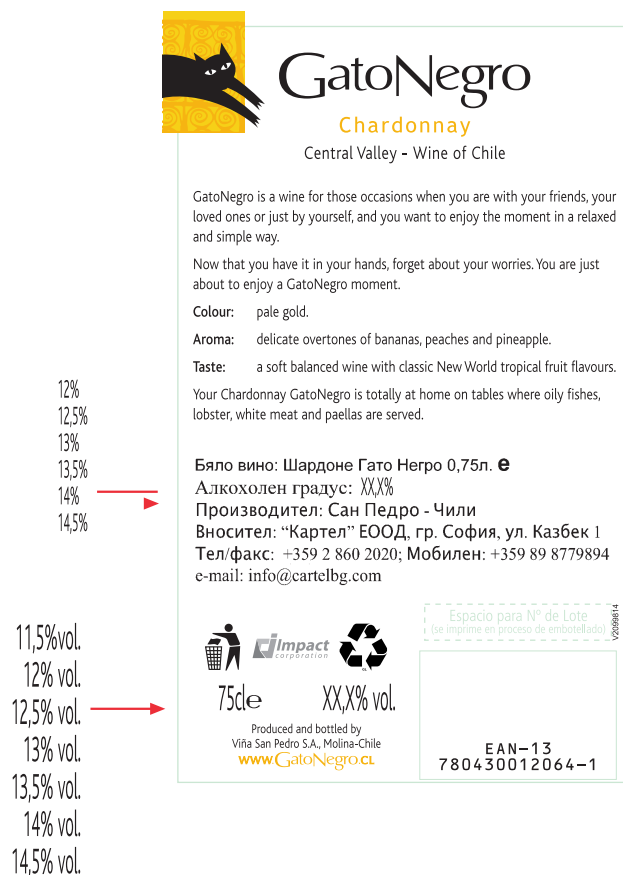 GatoNegro
Chardonnay
Central Valley - Wine of Chile
GatoNegro is a wine for those occasions when you are with your friends, your
loved ones or just by yourself, and you want to enjoy the moment in a relaxed
and simple way.
Now that you have it in your hands, forget about your worries. You are just
about to enjoy a GatoNegro moment.
Colour: pale gold.
Aroma: delicate overtones of bananas, peaches and pineapple.
Taste: a soft balanced wine with classic New World tropical fruit flavours.
Your Chardonnay GatoNegro is totally at home on tables where oily fishes,
lobster, white meat and paellas are served.
12%
12,5%
13%
13,5%
14%
14,5%
Бяло вино: Шардоне Гато Негро 0,75л. e
Алкохолен градус: XX,X%
Производител: Сан Педро - Чили
Вносител: “Картел” ЕООД, гр. София, ул. Казбек 1
Тел/факс: +359 2 860 2020; Мобилен: +359 89 8779894
e-mail: info@cartelbg.com
Espacio para Nº de Lote
(se imprime en proceso de embotellado)
V2099814
Impact
corporation
75cl e
XX,X% vol.
Produced and bottled by
Viña San Pedro S.A., Molina-Chile
www.GatoNegro.CL
EAN-13
780430012064-1
11,5%vol.
12% vol.
12,5% vol.
13% vol.
13,5% vol.
14% vol.
14,5% vol.